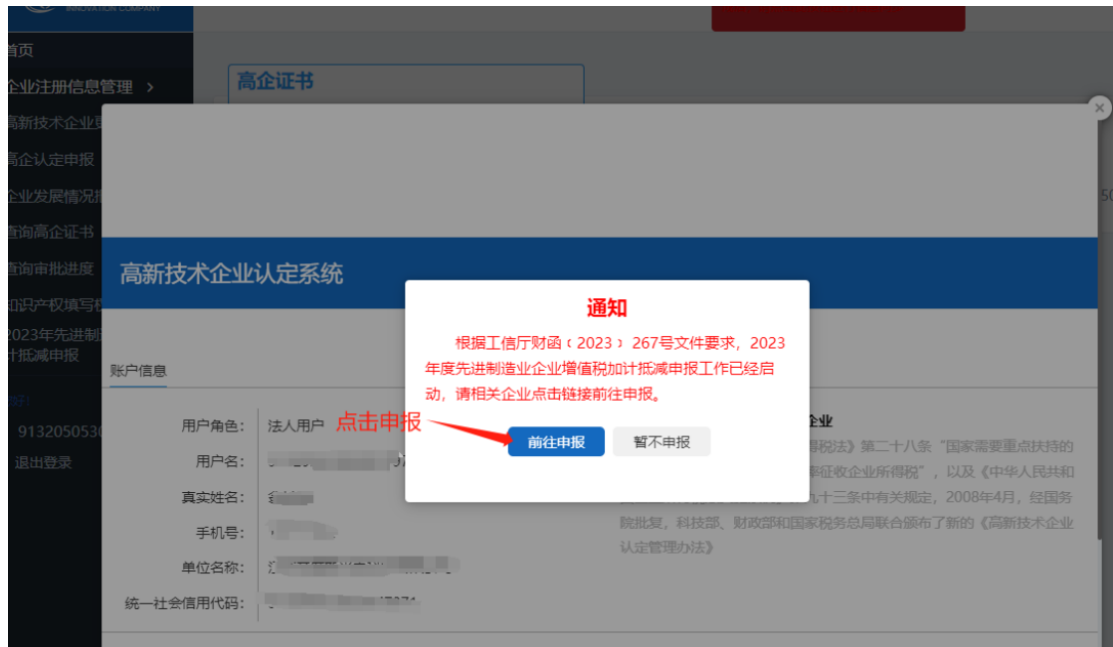 INNOVATION COMPANY
首页
企业注册信息管理 >
高企证书
高新技术企业
高企认定申报
企业发展情况
查询高企证书
查询审批进度
知识产权填写
2023年先进制
计抵减申报
9132050530
退出登录
高新技术企业认定系统
通知
根据工信厅财函﹝2023﹞ 267号文件要求，2023
年度先进制造业企业增值税加计抵减申报工作已经启
动，请相关企业点击链接前往申报。
点击申报
前往申报
暂不申报
账户信息
用户角色： 法人用户
用户名：
真实姓名：
手机号：
单位名称：
统一社会信用代码：
企业
得税法》第二十八条“国家需要重点扶持的
率征收企业所得税”，以及《中华人民共和
九十三条中有关规定，2008年4月，经国务
院批复，科技部、财政部和国家税务总局联合颁布了新的《高新技术企业
认定管理办法》